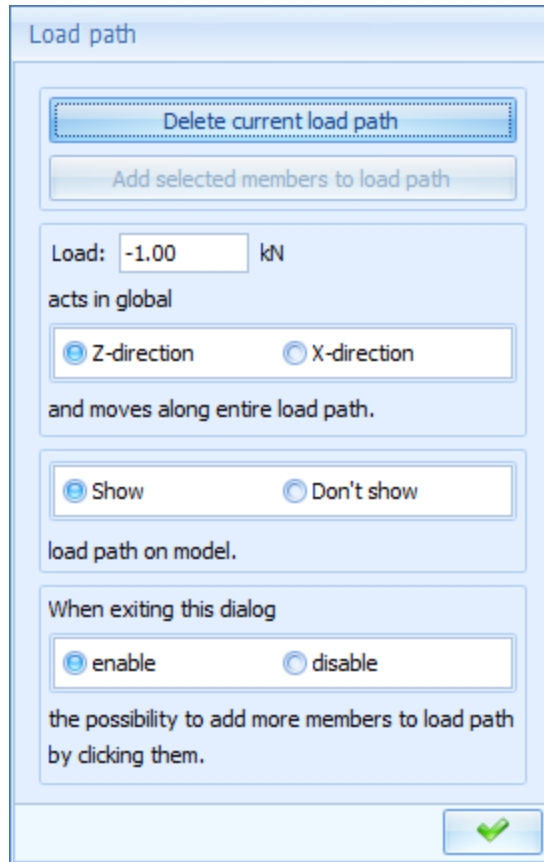 Load path
Delete current load path
Add selected members to load path
Load: -1.00 kN
acts in global
Z-direction X-direction
and moves along entire load path.
Show Don't show
load path on model.
When exiting this dialog
enable disable
the possibility to add more members to load path
by clicking them.